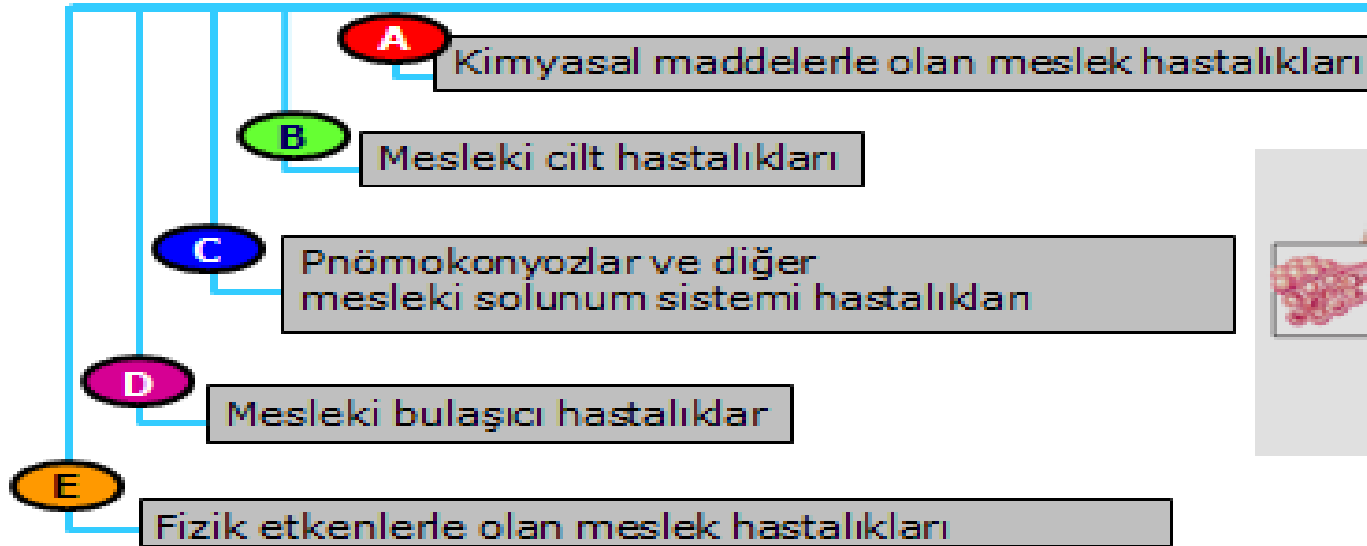 A
Kimyasal maddelerle olan meslek hastalıkları
B
Mesleki cilt hastalıkları
C
Pnömokonyozlar ve diğer
mesleki solunum sistemi hastalıkları
D
Mesleki bulaşıcı hastalıklar
E
Fizik etkenlerle olan meslek hastalıkları